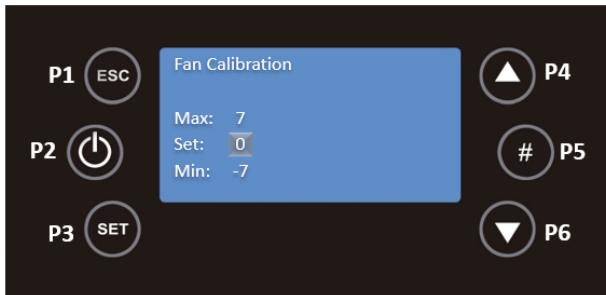 P1 ESC
Fan Calibration
P4
Max: 7
P2
Set: 0
# P5
Min: -7
P3 SET
P6